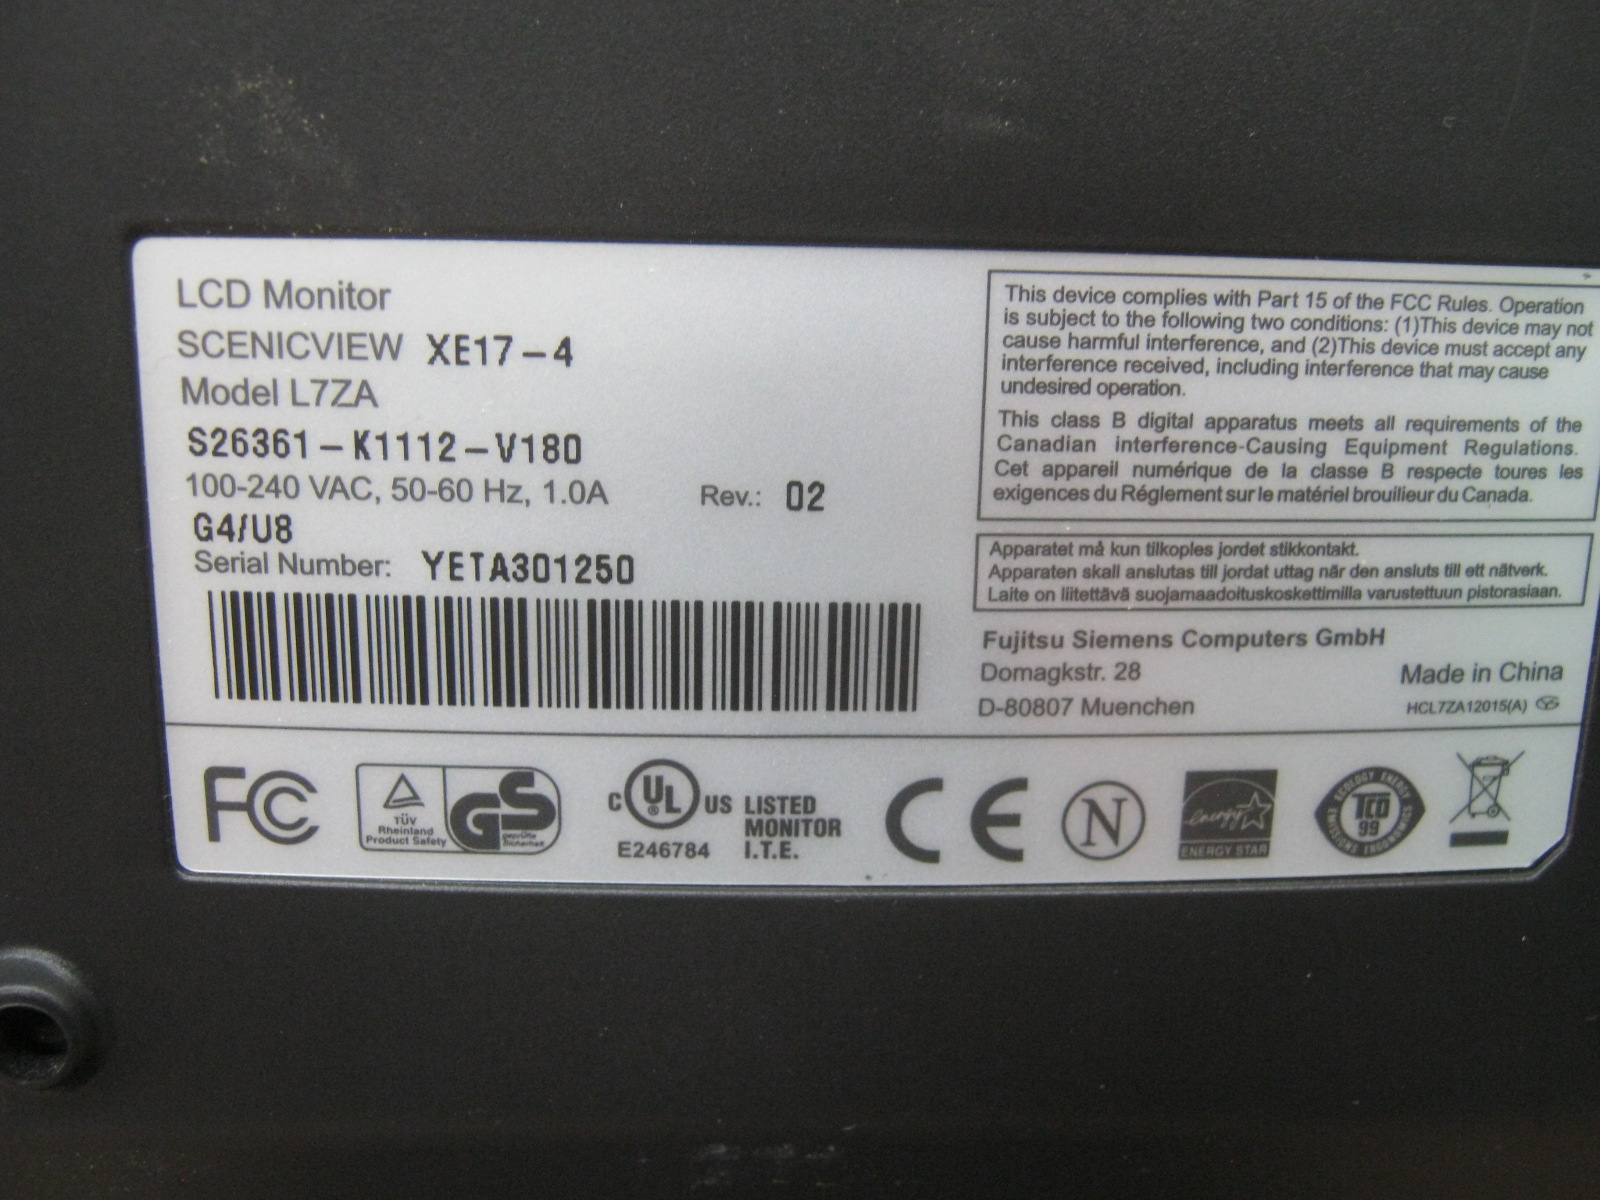 LCD Monitor
SCENICVIEW XE17-4
Model L7ZA
S26361-K1112-V180
100-240 VAC, 50-60 Hz, 1.0A Rev.: 02
G4/U8
Serial Number: YETA301250
This device complies with Part 15 of the FCC Rules. Operation
is subject to the following two conditions: (1)This device may not
cause harmful interference, and (2)This device must accept any
interference received, including interference that may cause
undesired operation.
This class B digital apparatus meets all requirements of the
Canadian interference-Causing Equipment Regulations.
Cet appareil numérique de la classe B respecte toures les
exigences du Réglement sur le matériel brouilleur du Canada.
Apparatet må kun tilkoples jordet stikkontakt.
Apparaten skall anslutas till jordat uttag när den ansluts till ett nätverk.
Laite on liitettävä suojamaadoituskoskettimilla varustettuun pistorasiaan.
Fujitsu Siemens Computers GmbH
Domagkstr. 28
D-80807 Muenchen
Made in China
HCL7ZA12015(A)
FC
TÜV
Rheinland
Product Safety
GS
geprüfte
Sicherheit
C UL US LISTED
MONITOR
I.T.E.
E246784
CE
N
energy
ENERGY STAR
ECOLOGY ENERGY
TCO
99
EMISSIONS ERGONOMICS